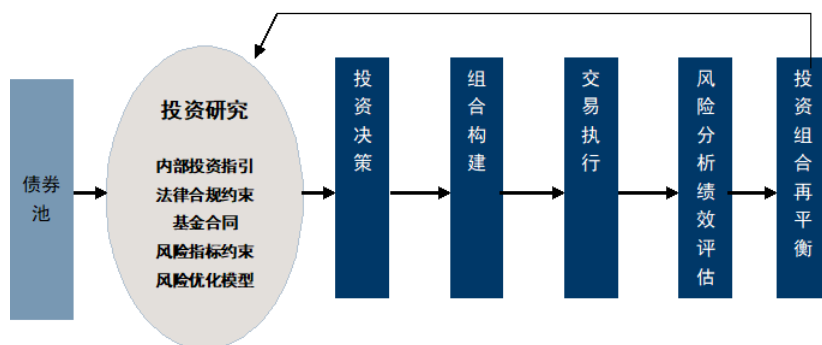 债券
池
投资研究
内部投资指引
法律合规约束
基金合同
风险指标约束
风险优化模型
投资决策
组合构建
交易执行
风险分析绩效评估
投资组合再平衡